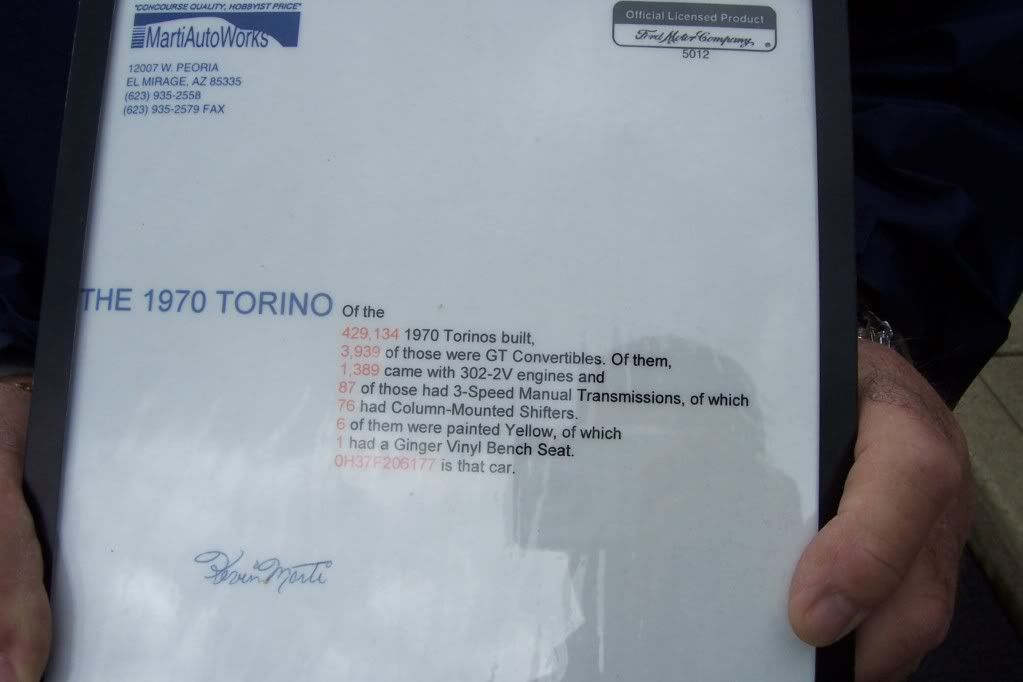 "CONCOURSE QUALITY, HOBBYIST PRICE"
MartiAutoWorks
12007 W. PEORIA
EL MIRAGE, AZ 85335
(623) 935-2558
(623) 935-2579 FAX
Official Licensed Product
Ford Motor Company ®
5012
THE 1970 TORINO Of the
429,134 1970 Torinos built,
3,939 of those were GT Convertibles. Of them,
1,389 came with 302-2V engines and
87 of those had 3-Speed Manual Transmissions, of which
76 had Column-Mounted Shifters.
6 of them were painted Yellow, of which
1 had a Ginger Vinyl Bench Seat.
0H37F206177 is that car.
Kevin Marti